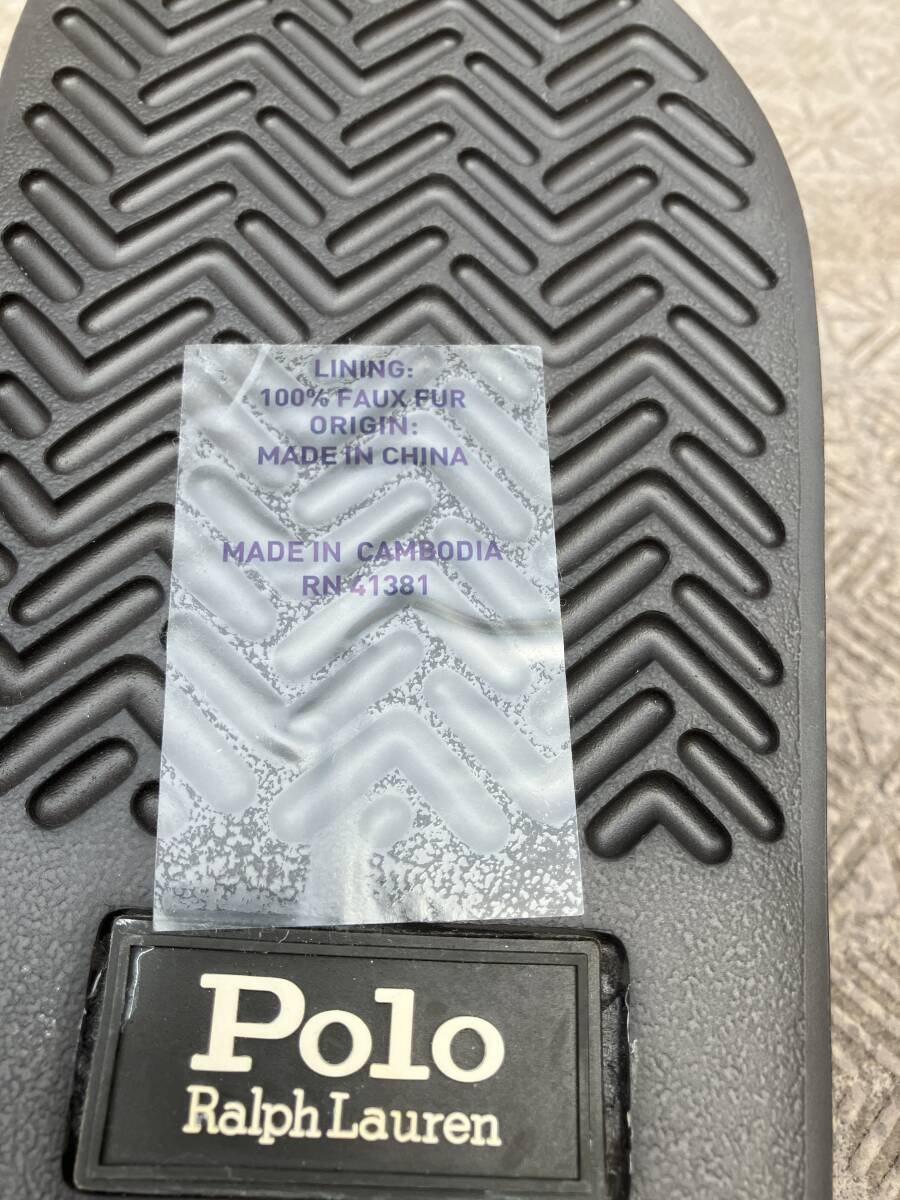 LINING:
100% FAUX FUR
ORIGIN:
MADE IN CHINA
MADE IN CAMBODIA
RN 41381
Polo
Ralph Lauren